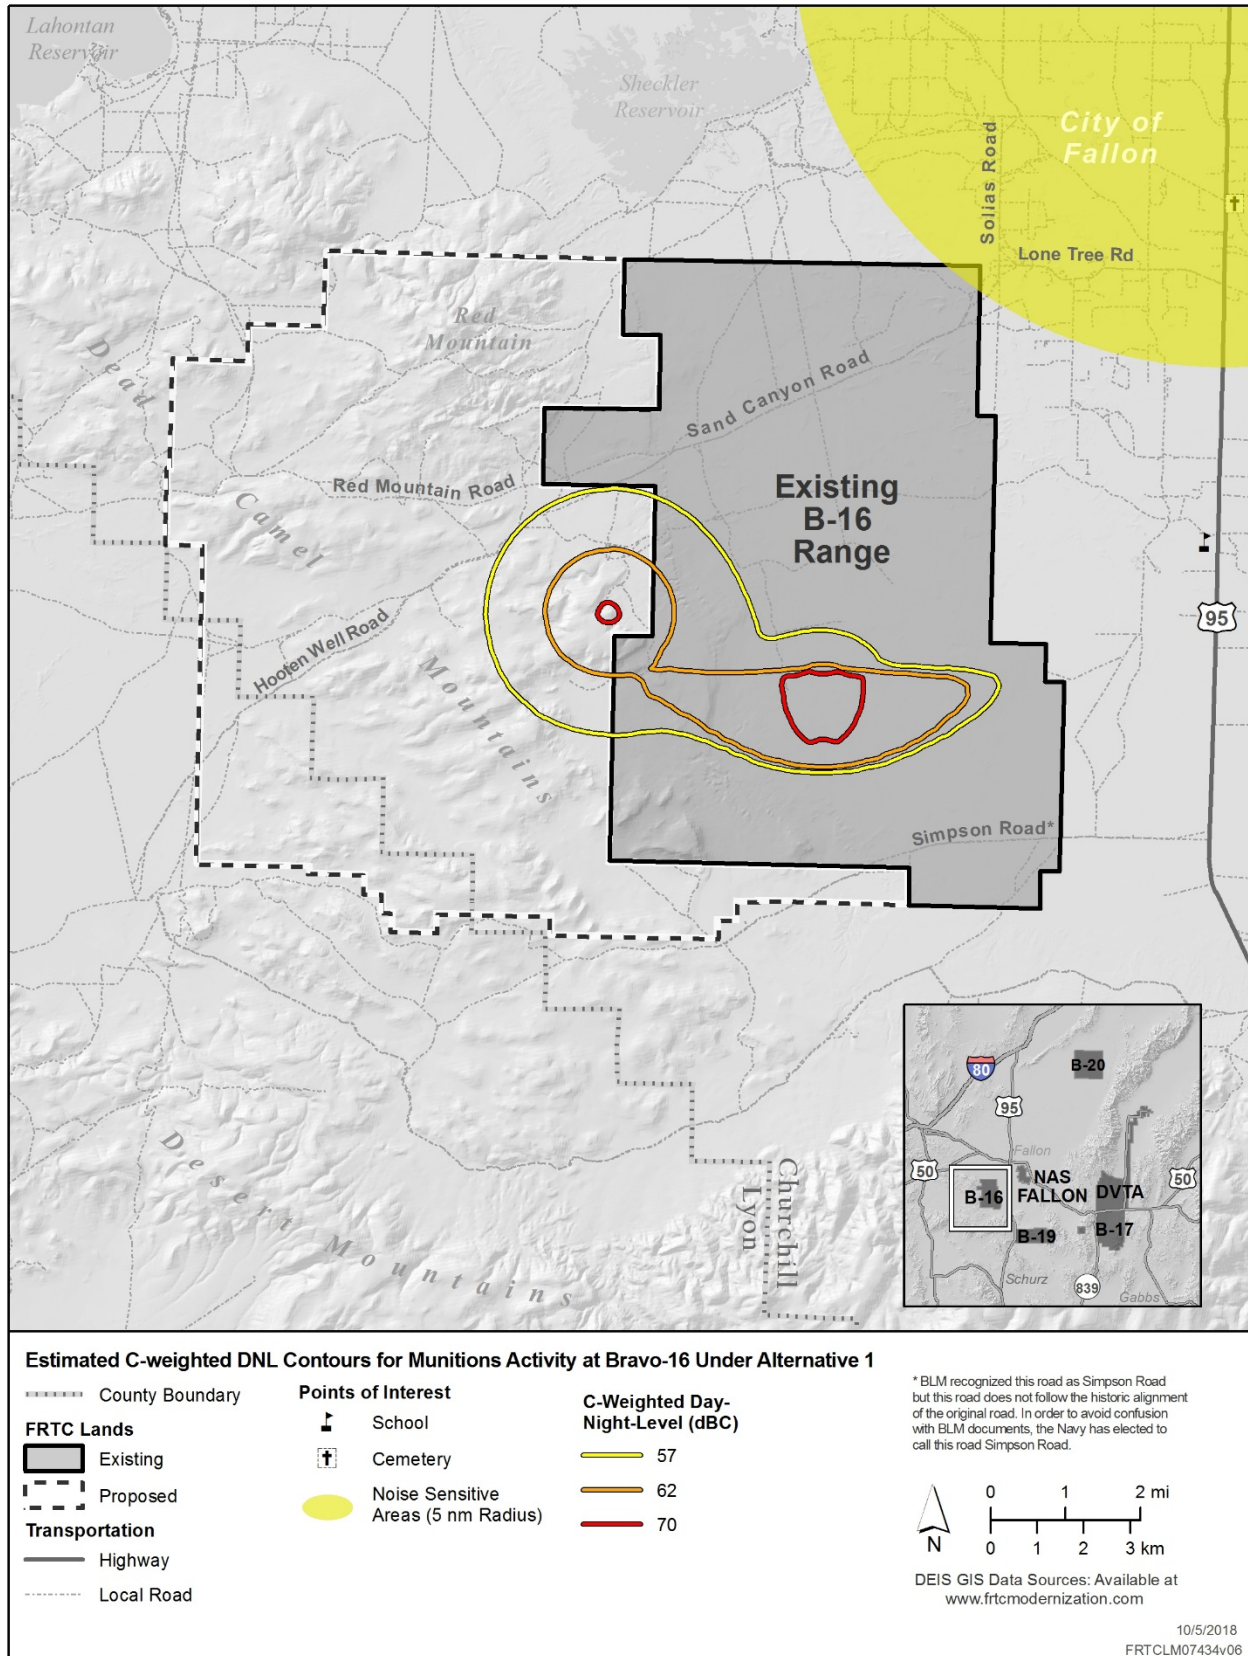 Lahontan
Reservoir
Sheckler
Reservoir
City of
Fallon
Solias Road
Lone Tree Rd
Red
Mountain
Dead
Camel
Mountains
Sand Canyon Road
Red Mountain Road
Existing
B-16
Range
95
Hooten Well Road
Simpson Road*
Desert
Mountains
Churchill
Lyon
80
B-20
95
Fallon
50
NAS
FALLON
DVTA
50
B-16
B-17
B-19
Schurz
839
Gabbs
Estimated C-weighted DNL Contours for Munitions Activity at Bravo-16 Under Alternative 1
County Boundary
FRTC Lands
Existing
Proposed
Transportation
Highway
Local Road
Points of Interest
School
Cemetery
Noise Sensitive
Areas (5 nm Radius)
C-Weighted Day-
Night-Level (dBC)
57
62
70
* BLM recognized this road as Simpson Road
but this road does not follow the historic alignment
of the original road. In order to avoid confusion
with BLM documents, the Navy has elected to
call this road Simpson Road.
0 1 2 mi
N
0 1 2 3 km
DEIS GIS Data Sources: Available at
www.frtcmodernization.com
10/5/2018
FRTCLM07434v06